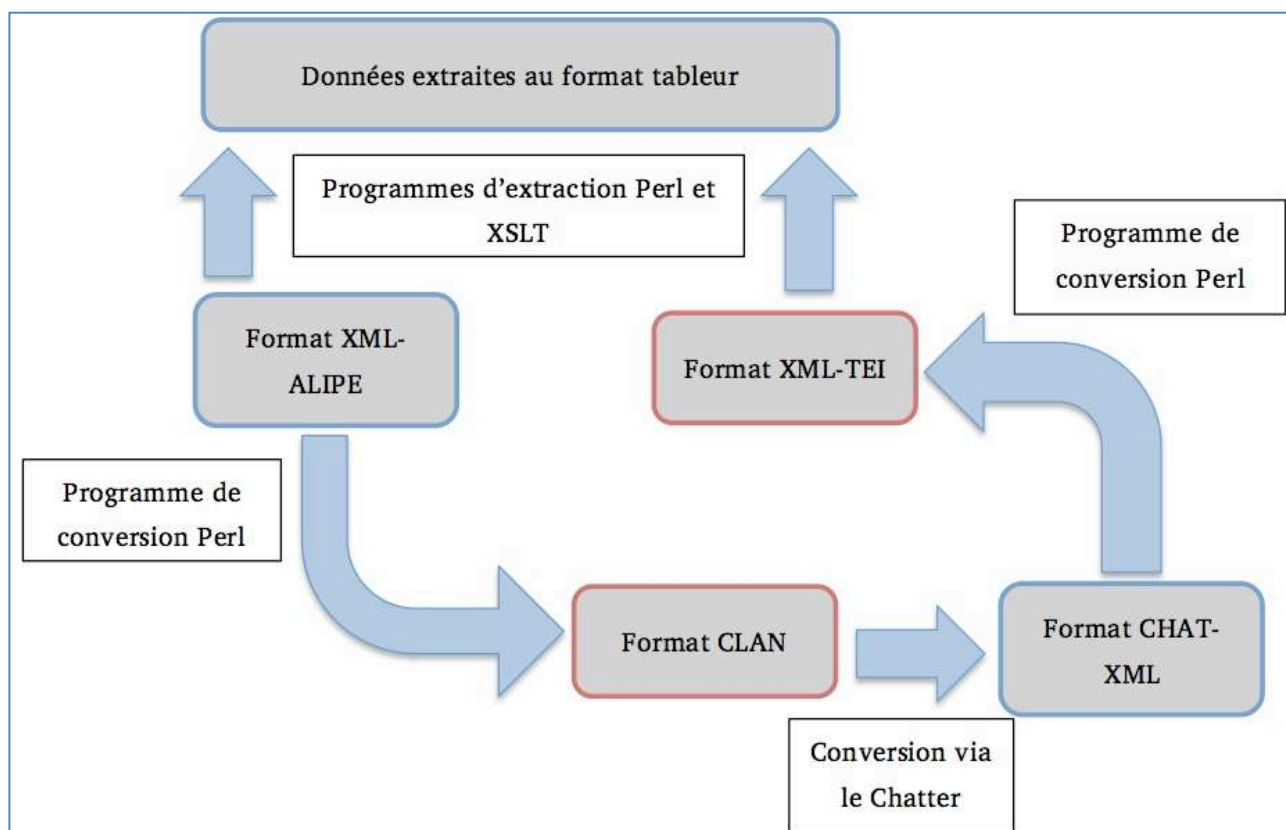 Données extraites au format tableur
Programmes d'extraction Perl et
XSLT
Programme de
conversion Perl
Format XML-
ALIPE
Format XML-TEI
Programme de
conversion Perl
Format CLAN
Format CHAT-
XML
Conversion via
le Chatter